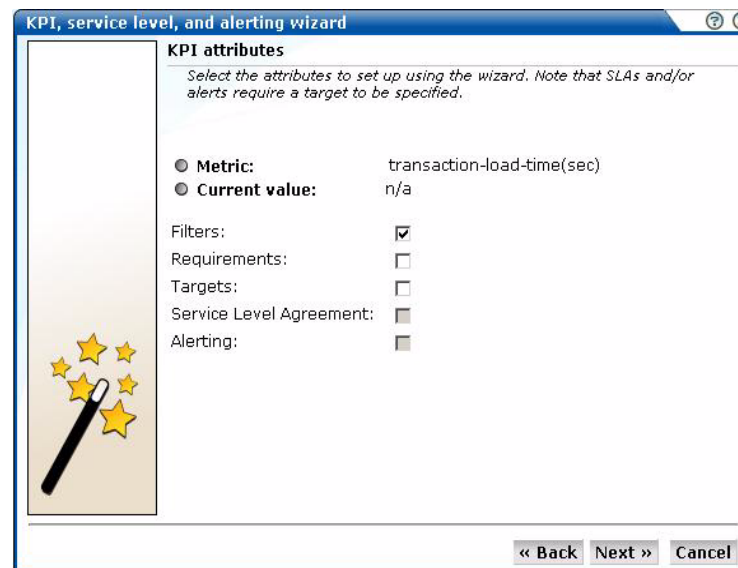 KPI, service level, and alerting wizard
KPI attributes
Select the attributes to set up using the wizard. Note that SLAs and/or
alerts require a target to be specified.
Metric: transaction-load-time(sec)
Current value: n/a
Filters:
Requirements:
Targets:
Service Level Agreement:
Alerting:
« Back Next » Cancel